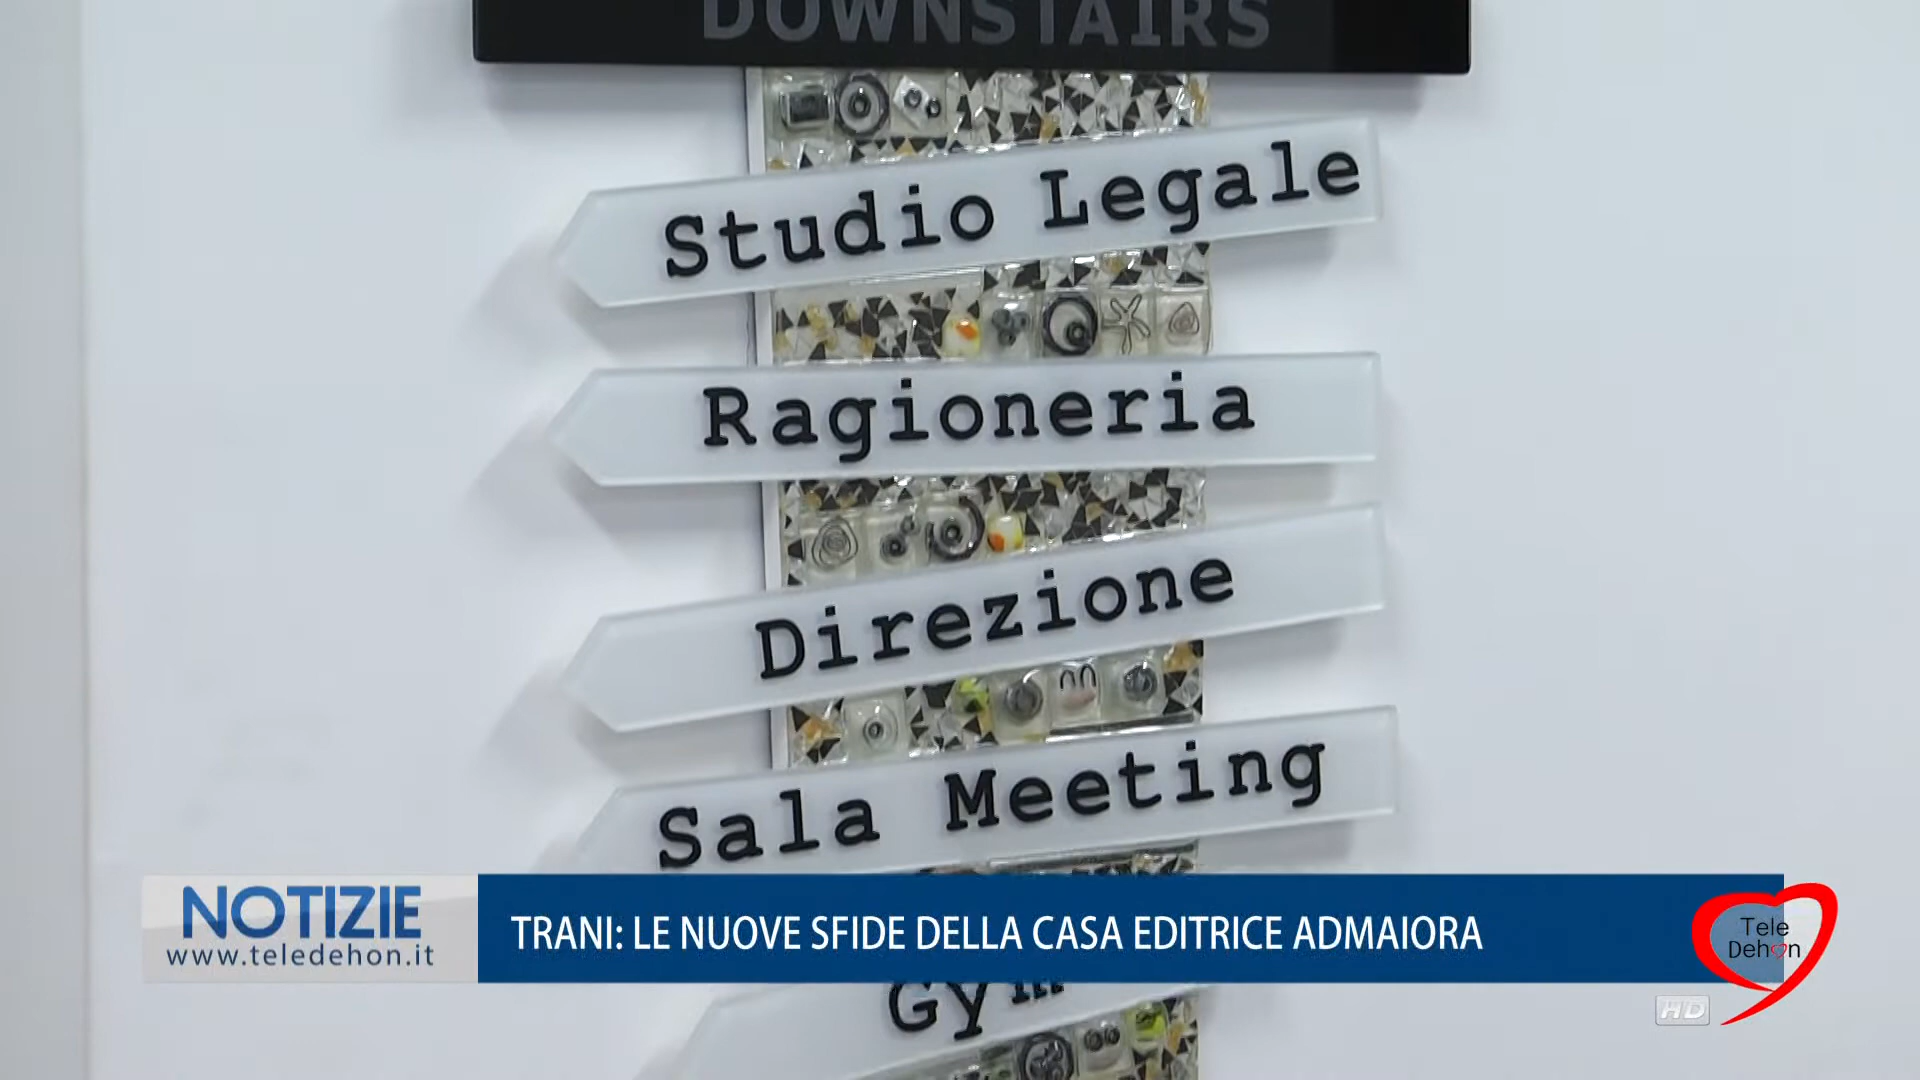 DOWNSTAIRS
Studio Legale
Ragioneria
Direzione
Sala Meeting
NOTIZIE
www.teledehon.it
TRANI: LE NUOVE SFIDE DELLA CASA EDITRICE ADMAIORA
Tele
Dehon
HD
Gym